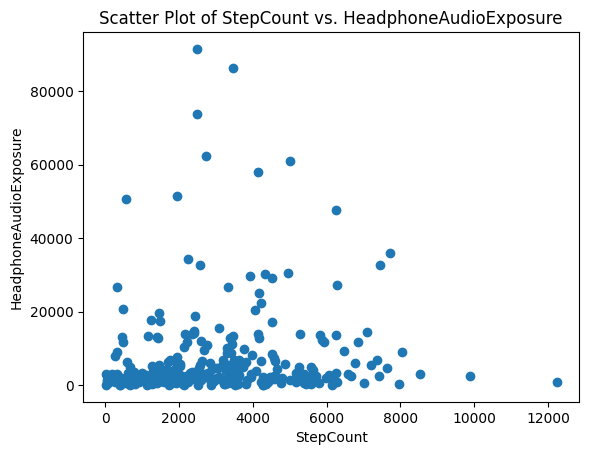 Scatter Plot of StepCount vs. HeadphoneAudioExposure
80000
60000
40000
20000
0
HeadphoneAudioExposure
0 2000 4000 6000 8000 10000 12000
StepCount